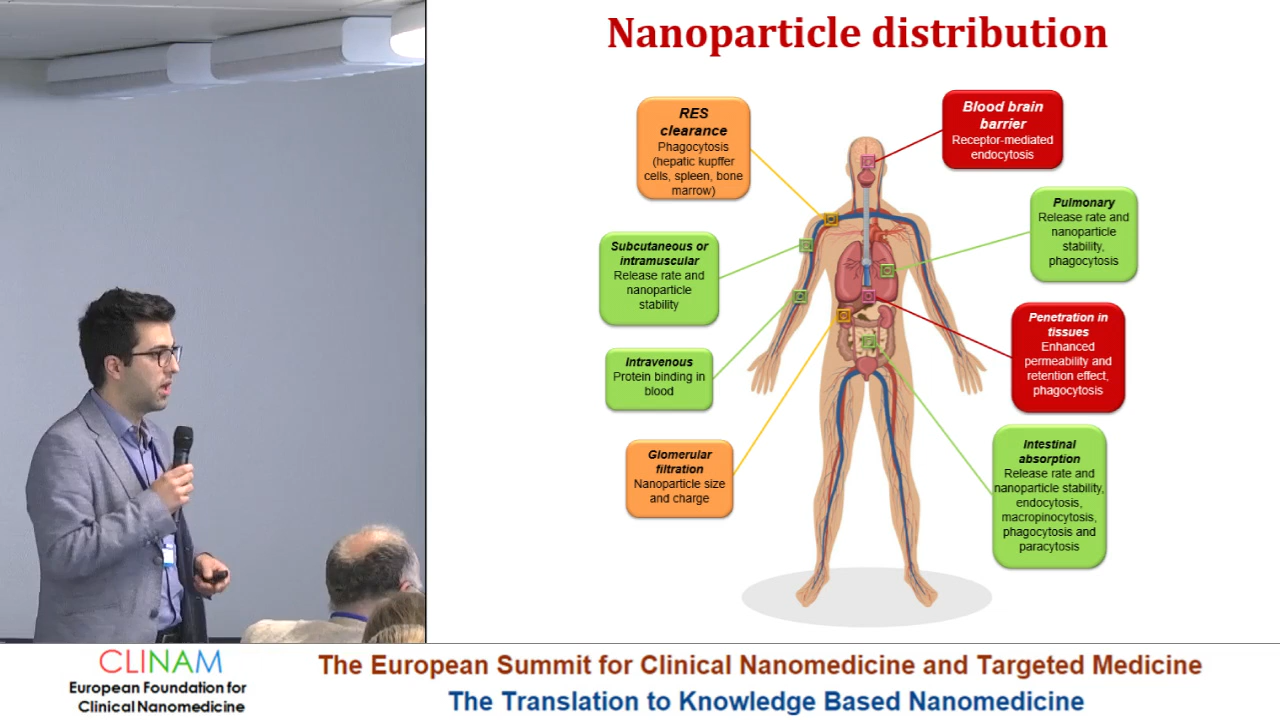 Nanoparticle distribution
RES
clearance
Phagocytosis
(hepatic kupffer
cells, spleen, bone
marrow)
Blood brain
barrier
Receptor-mediated
endocytosis
Subcutaneous or
intramuscular
Release rate and
nanoparticle
stability
Pulmonary
Release rate and
nanoparticle
stability,
phagocytosis
Intravenous
Protein binding in
blood
Penetration in
tissues
Enhanced
permeability and
retention effect,
phagocytosis
Glomerular
filtration
Nanoparticle size
and charge
Intestinal
absorption
Release rate and
nanoparticle stability,
endocytosis,
macropinocytosis,
phagocytosis and
paracytosis
CLINAM
European Foundation for
Clinical Nanomedicine
The European Summit for Clinical Nanomedicine and Targeted Medicine
The Translation to Knowledge Based Nanomedicine